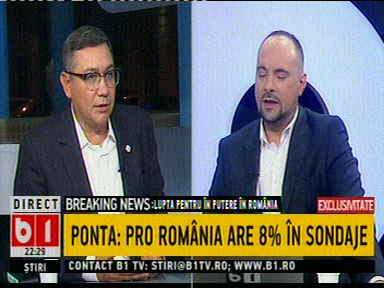 DIRECT
BREAKING NEWS :LUPTA PENTRU ÎN PUTERE ÎN ROMÂNIA
EXCLUSIVITATE
B1
22:29
ȘTIRI
PONTA: PRO ROMÂNIA ARE 8% ÎN SONDAJE
CONTACT B1 TV: STIRI@B1TV.RO; WWW.B1.RO